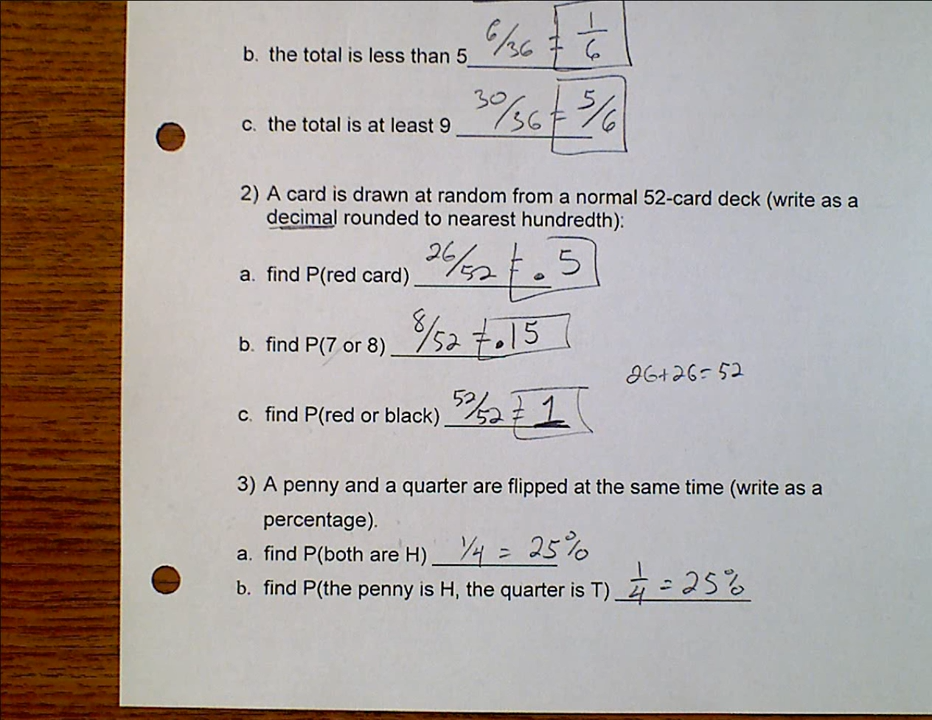 b. the total is less than 5 6/36 = 1/6
c. the total is at least 9 30/36 = 5/6
2) A card is drawn at random from a normal 52-card deck (write as a
decimal rounded to nearest hundredth):
a. find P(red card) 26/52 = .5
b. find P(7 or 8) 8/52 = .15
26+26=52
c. find P(red or black) 52/52 = 1
3) A penny and a quarter are flipped at the same time (write as a
percentage).
a. find P(both are H) 1/4 = 25%
b. find P(the penny is H, the quarter is T) 1/4 = 25%